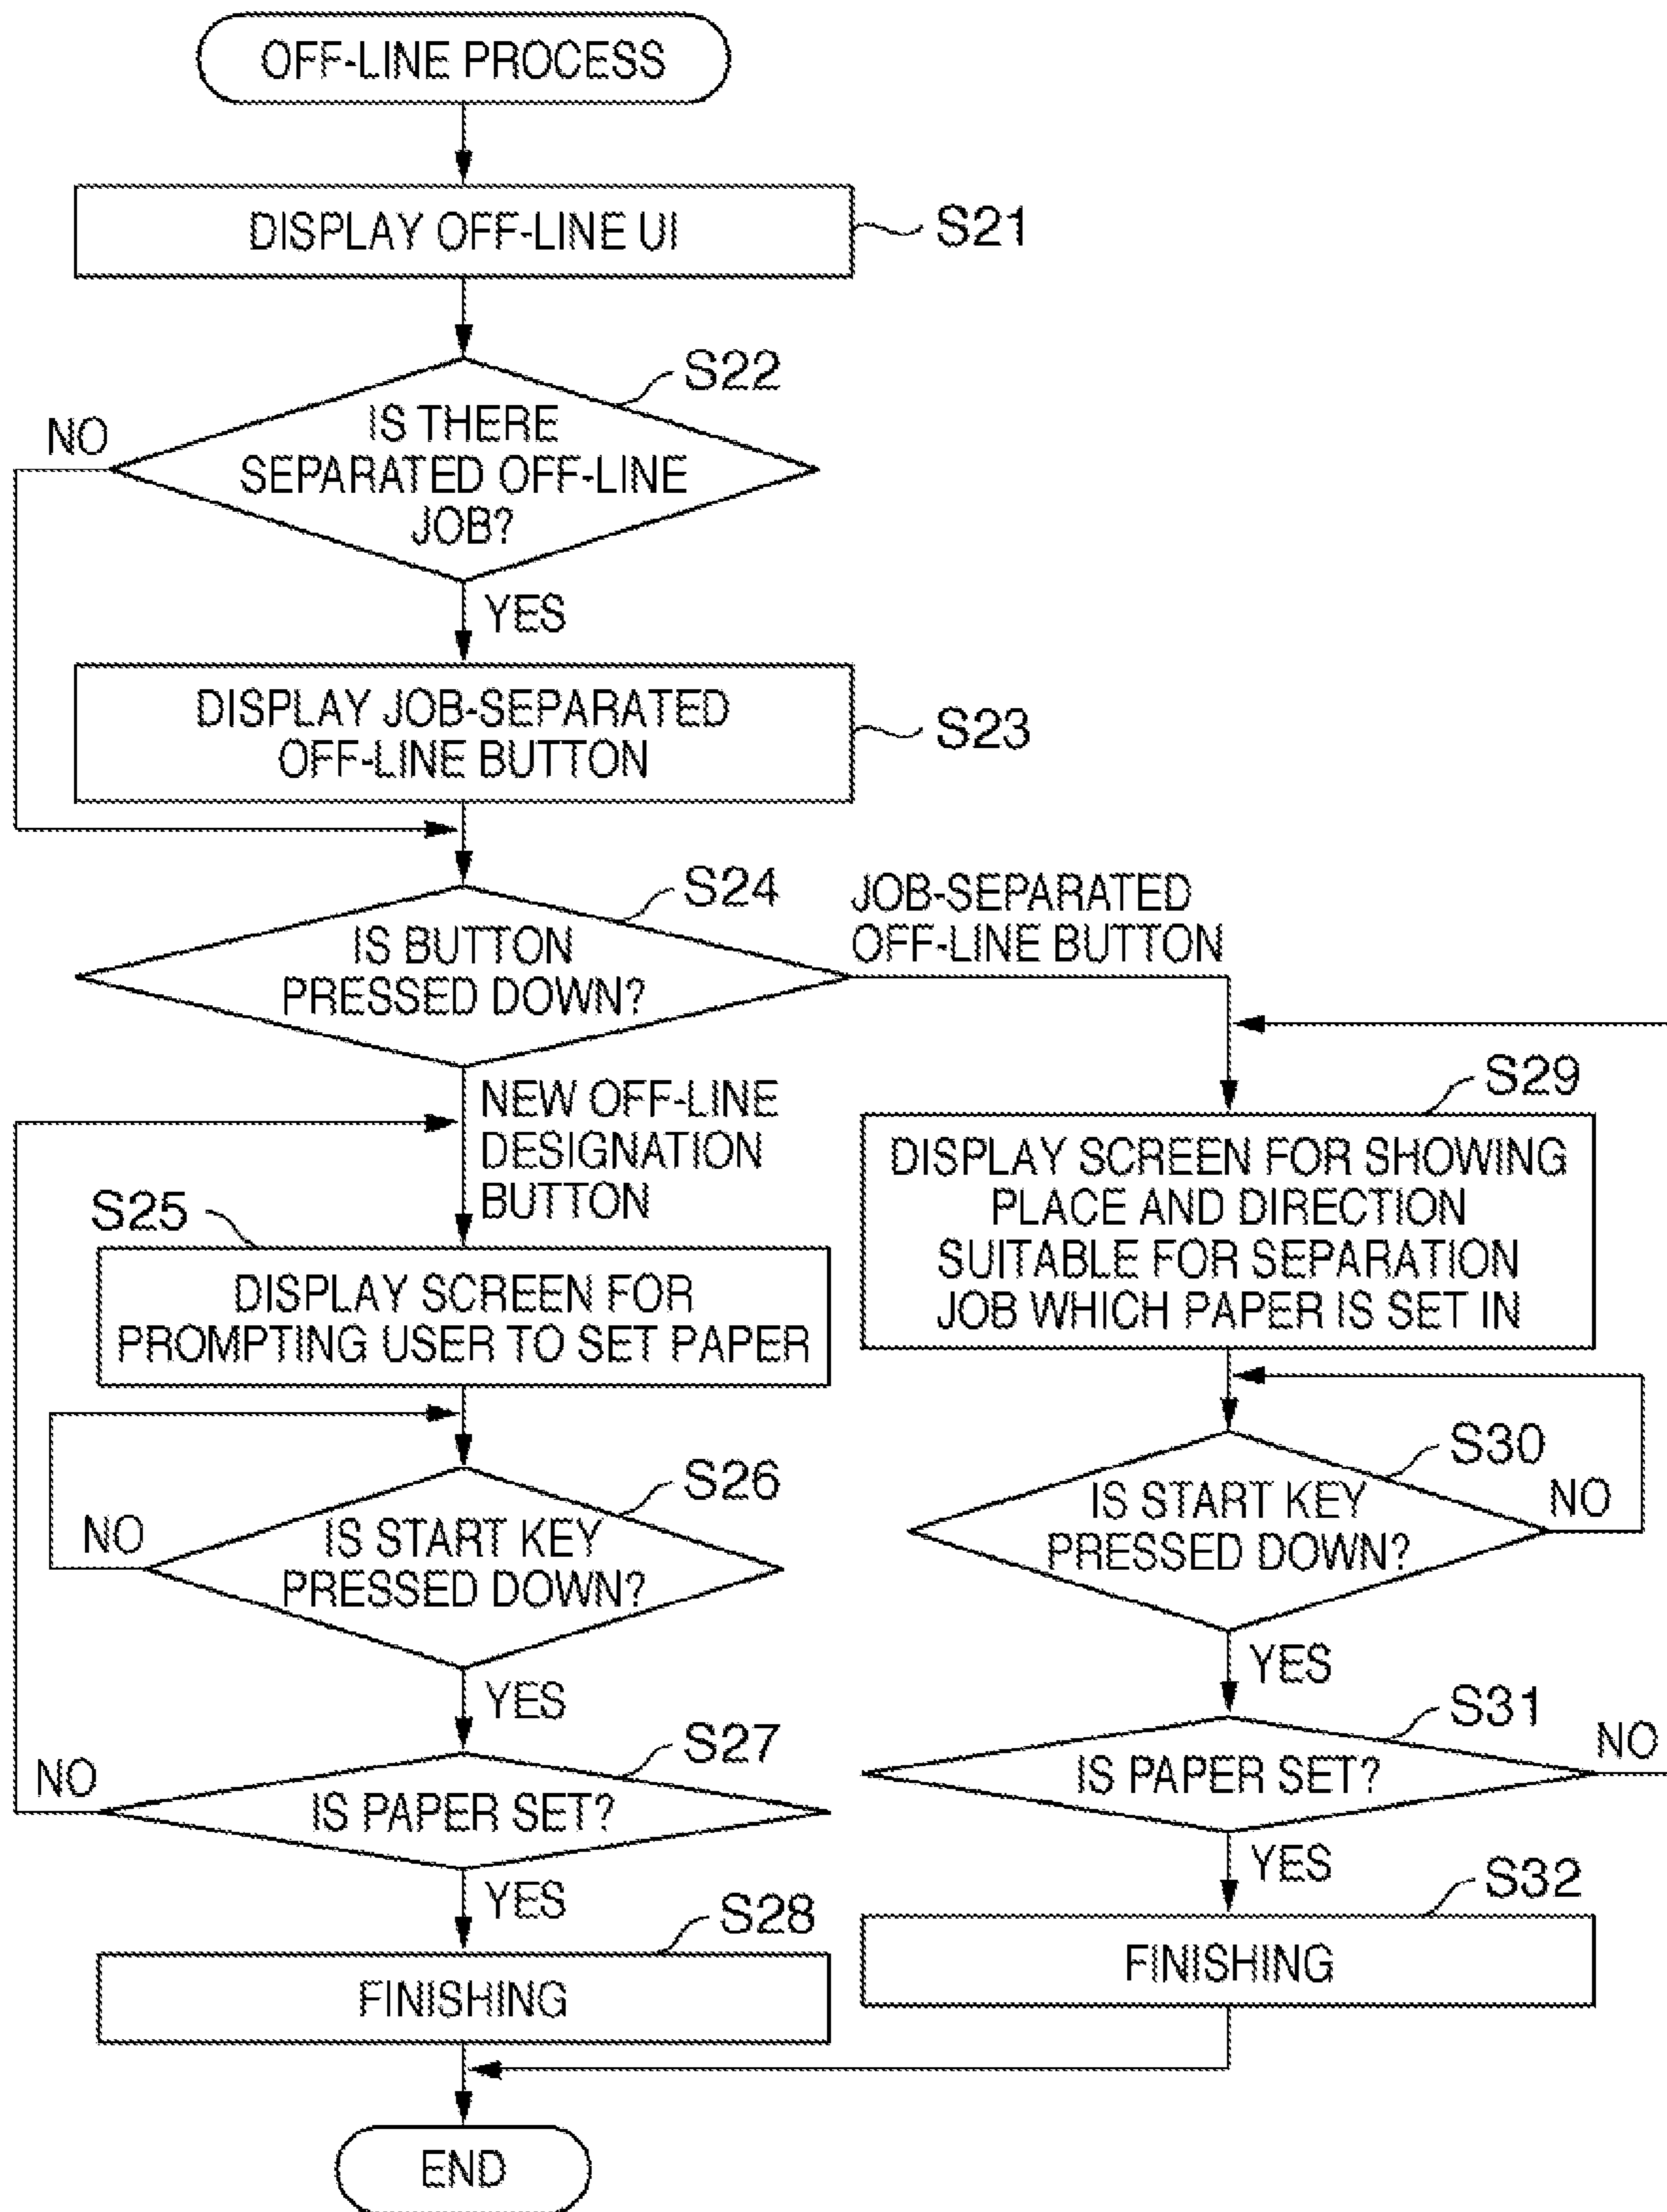 OFF-LINE PROCESS
DISPLAY OFF-LINE UI
S21
S22
NO
IS THERE
SEPARATED OFF-LINE
JOB?
YES
DISPLAY JOB-SEPARATED
OFF-LINE BUTTON
S23
S24
IS BUTTON
PRESSED DOWN?
JOB-SEPARATED
OFF-LINE BUTTON
NEW OFF-LINE
DESIGNATION
BUTTON
S25
DISPLAY SCREEN FOR
PROMPTING USER TO SET PAPER
S26
NO
IS START KEY
PRESSED DOWN?
YES
S27
NO
IS PAPER SET?
YES
S28
FINISHING
S29
DISPLAY SCREEN FOR SHOWING
PLACE AND DIRECTION
SUITABLE FOR SEPARATION
JOB WHICH PAPER IS SET IN
S30
IS START KEY
PRESSED DOWN?
NO
YES
S31
IS PAPER SET?
NO
YES
S32
FINISHING
END